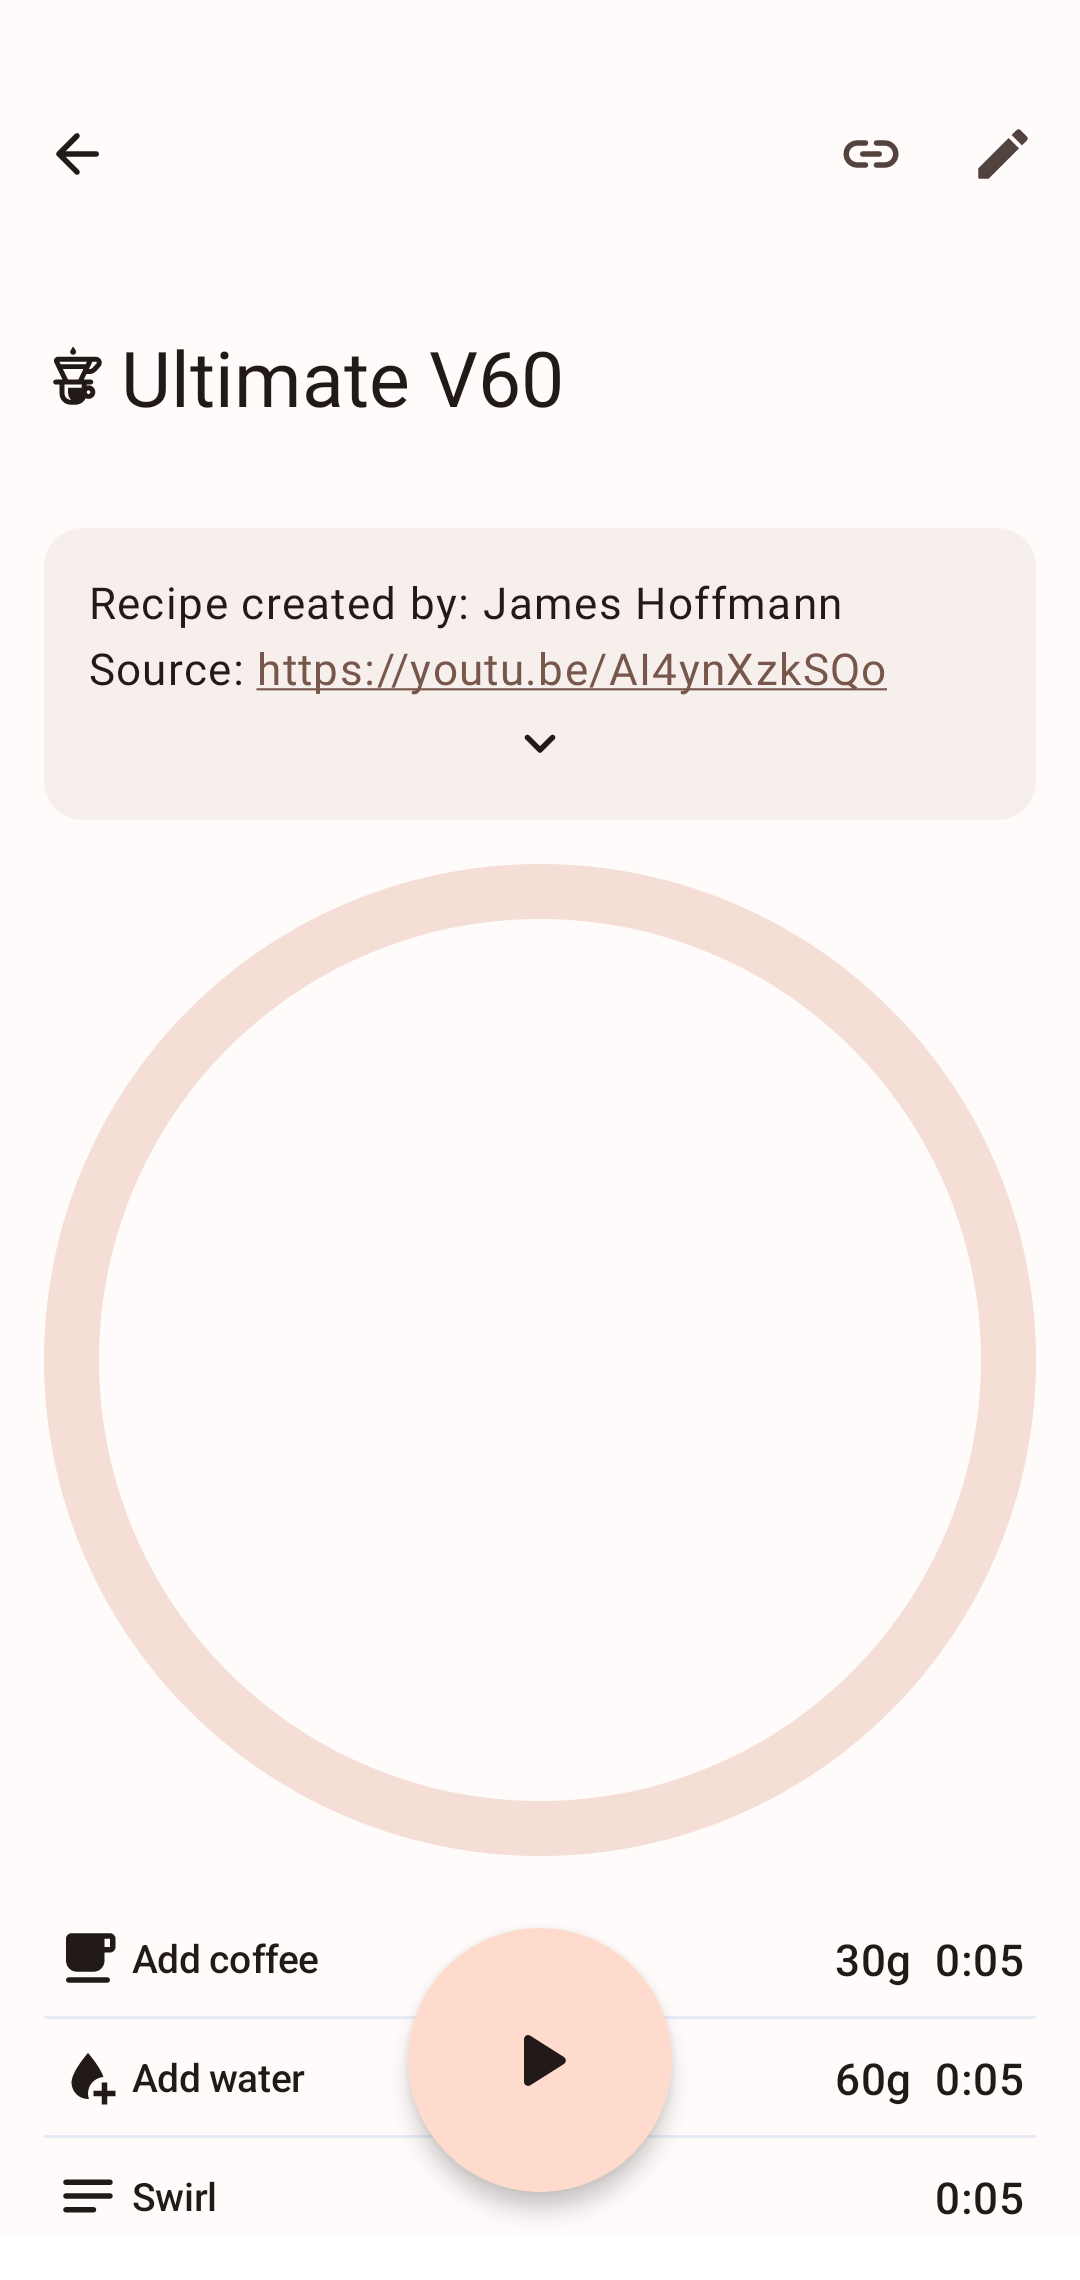 Ultimate V60
Recipe created by: James Hoffmann
Source: https://youtu.be/AI4ynXzkSQo
Add coffee 30g 0:05
Add water 60g 0:05
Swirl 0:05